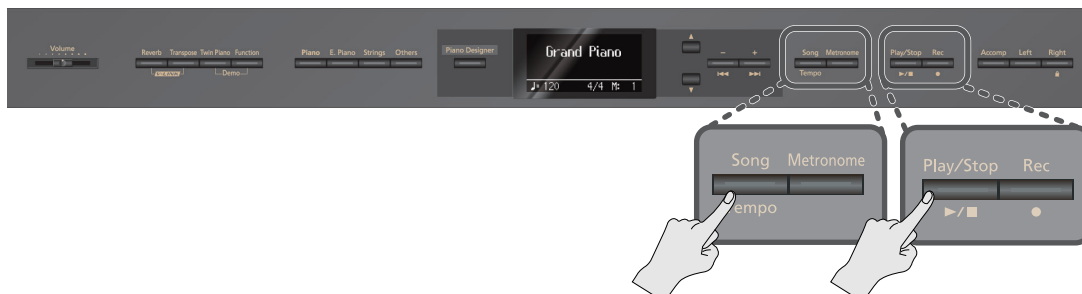 Volume
Reverb Transpose Twin Piano Function
V-LINK
Demo
Piano E. Piano Strings Others
Piano Designer
Grand Piano
♩= 120 4/4 M: 1
▲
▼
- +
Song Metronome
Tempo
Play/Stop Rec
Accomp Left Right
Song Metronome
empo
Play/Stop Rec